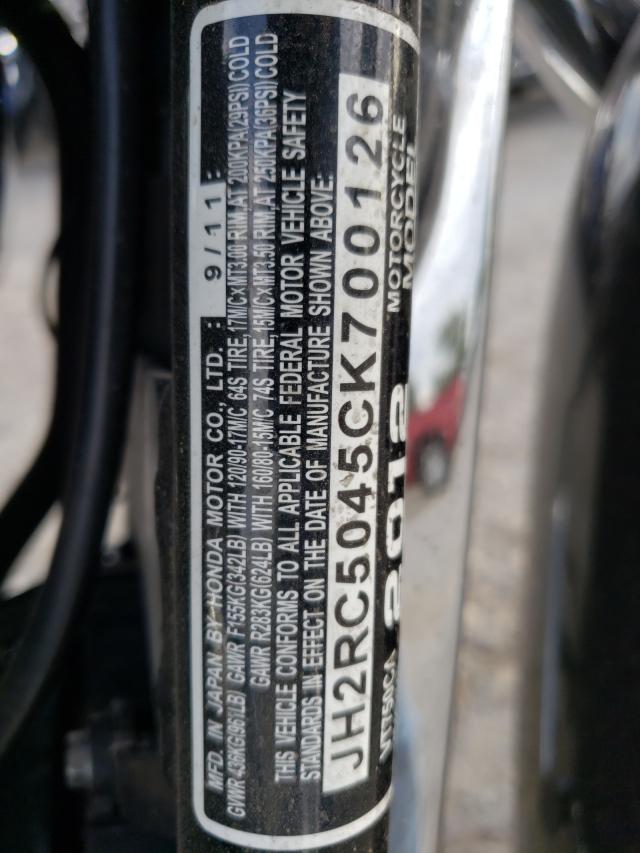 MFD. IN JAPAN BY HONDA MOTOR CO., LTD. : 9/11
GVWR 436KG(961LB) GAWR F155KG(342LB) WITH 120/90-17M/C 64S TIRE,17M/CxMT3.00 RIM,AT 200KPA(29PSI)COLD
GAWR R283KG(624LB) WITH 160/80-15M/C 74S TIRE,15M/CxMT3.50 RIM,AT 250KPA(36PSI)COLD
THIS VEHICLE CONFORMS TO ALL APPLICABLE FEDERAL MOTOR VEHICLE SAFETY
STANDARDS IN EFFECT ON THE DATE OF MANUFACTURE SHOWN ABOVE:
JH2RC5045CK700126
VT750CA 2012 MOTORCYCLE
MODEL